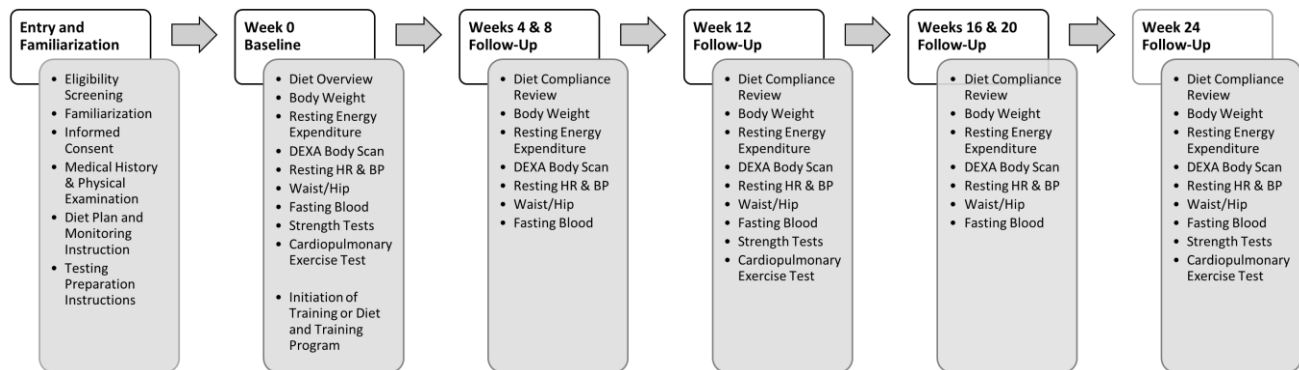 Entry and
Familiarization
• Eligibility
Screening
• Familiarization
• Informed
Consent
• Medical History
& Physical
Examination
• Diet Plan and
Monitoring
Instruction
• Testing
Preparation
Instructions
Week 0
Baseline
• Diet Overview
• Body Weight
• Resting Energy
Expenditure
• DEXA Body Scan
• Resting HR & BP
• Waist/Hip
• Fasting Blood
• Strength Tests
• Cardiopulmonary
Exercise Test
• Initiation of
Training or Diet
and Training
Program
Weeks 4 & 8
Follow-Up
• Diet Compliance
Review
• Body Weight
• Resting Energy
Expenditure
• DEXA Body Scan
• Resting HR & BP
• Waist/Hip
• Fasting Blood
Week 12
Follow-Up
• Diet Compliance
Review
• Body Weight
• Resting Energy
Expenditure
• DEXA Body Scan
• Resting HR & BP
• Waist/Hip
• Fasting Blood
• Strength Tests
• Cardiopulmonary
Exercise Test
Weeks 16 & 20
Follow-Up
• Diet Compliance
Review
• Body Weight
• Resting Energy
Expenditure
• DEXA Body Scan
• Resting HR & BP
• Waist/Hip
• Fasting Blood
Week 24
Follow-Up
• Diet Compliance
Review
• Body Weight
• Resting Energy
Expenditure
• DEXA Body Scan
• Resting HR & BP
• Waist/Hip
• Fasting Blood
• Strength Tests
• Cardiopulmonary
Exercise Test